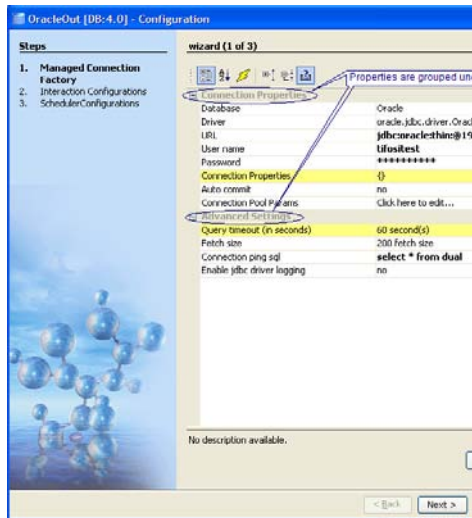 OracleOut [DB:4.0] - Configuration
Steps
1. Managed Connection Factory
2. Interaction Configurations
3. SchedulerConfigurations
wizard (1 of 3)
Properties are grouped und
Connection Properties
Database Oracle
Driver oracle.jdbc.driver.Orac
URL jdbc:oracle:thin:@19
User name tifositest
Password **********
Connection Properties {}
Auto commit no
Connection Pool Params Click here to edit...
Advanced Settings
Query timeout (in seconds) 60 second(s)
Fetch size 200 fetch size
Connection ping sql select * from dual
Enable jdbc driver logging no
No description available.
< Back Next >